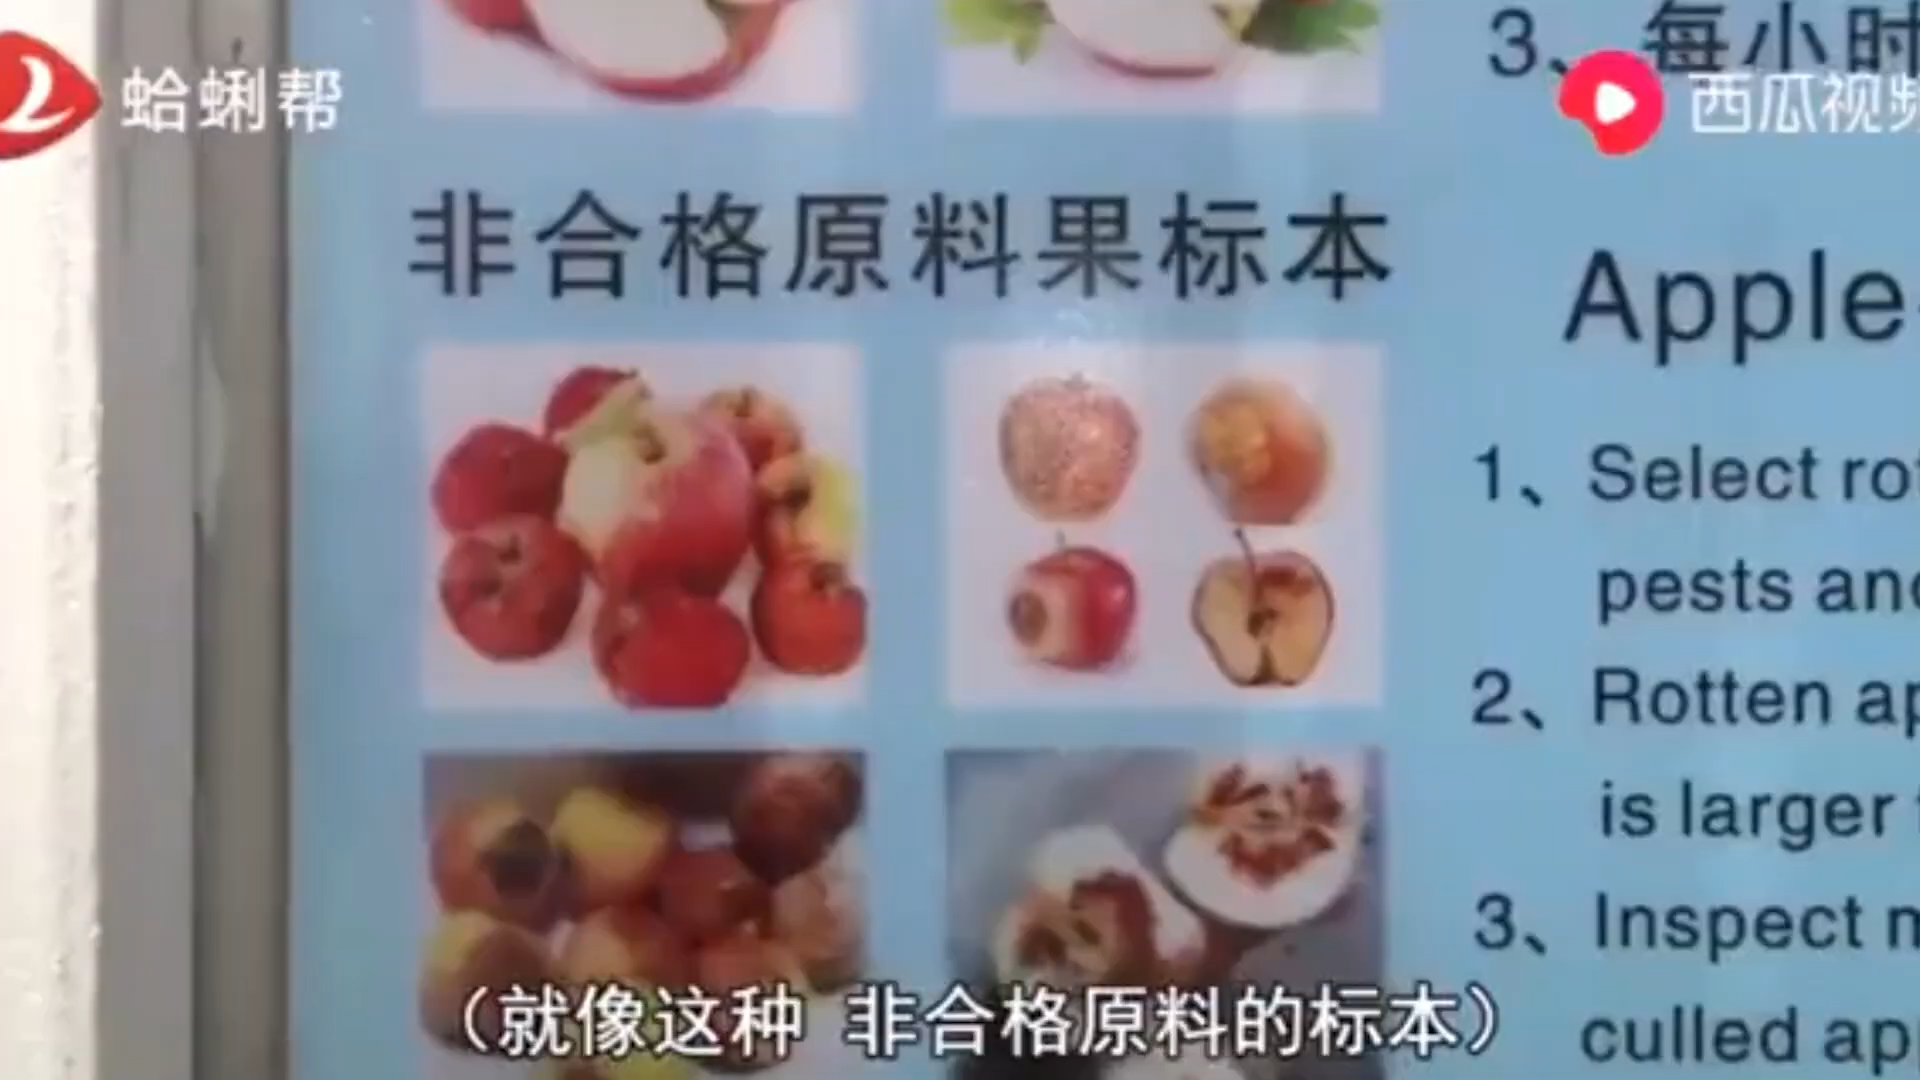 蛤蜊帮
3、每小时
西瓜视频
非合格原料果标本
Apple
1、Select rot
pests and
2、Rotten ap
is larger
3、Inspect m
culled app
（就像这种 非合格原料的标本）